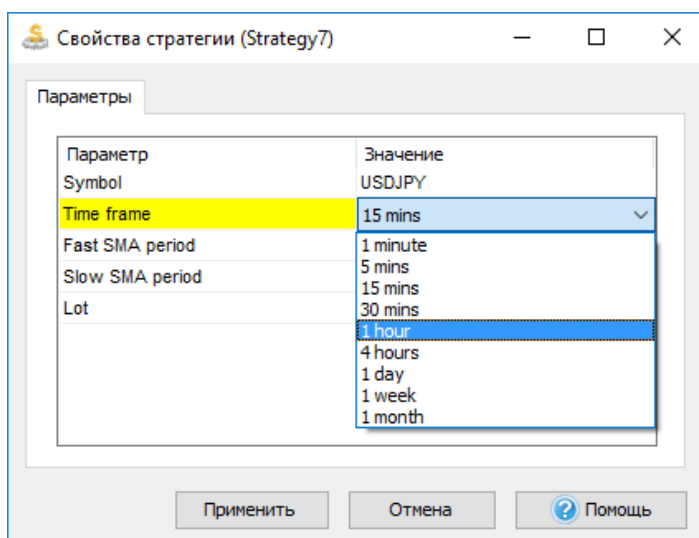 Свойства стратегии (Strategy7)
Параметры
Параметр Значение
Symbol USDJPY
Time frame 15 mins
Fast SMA period 1 minute
5 mins
Slow SMA period 15 mins
Lot 30 mins
1 hour
4 hours
1 day
1 week
1 month
Применить Отмена Помощь